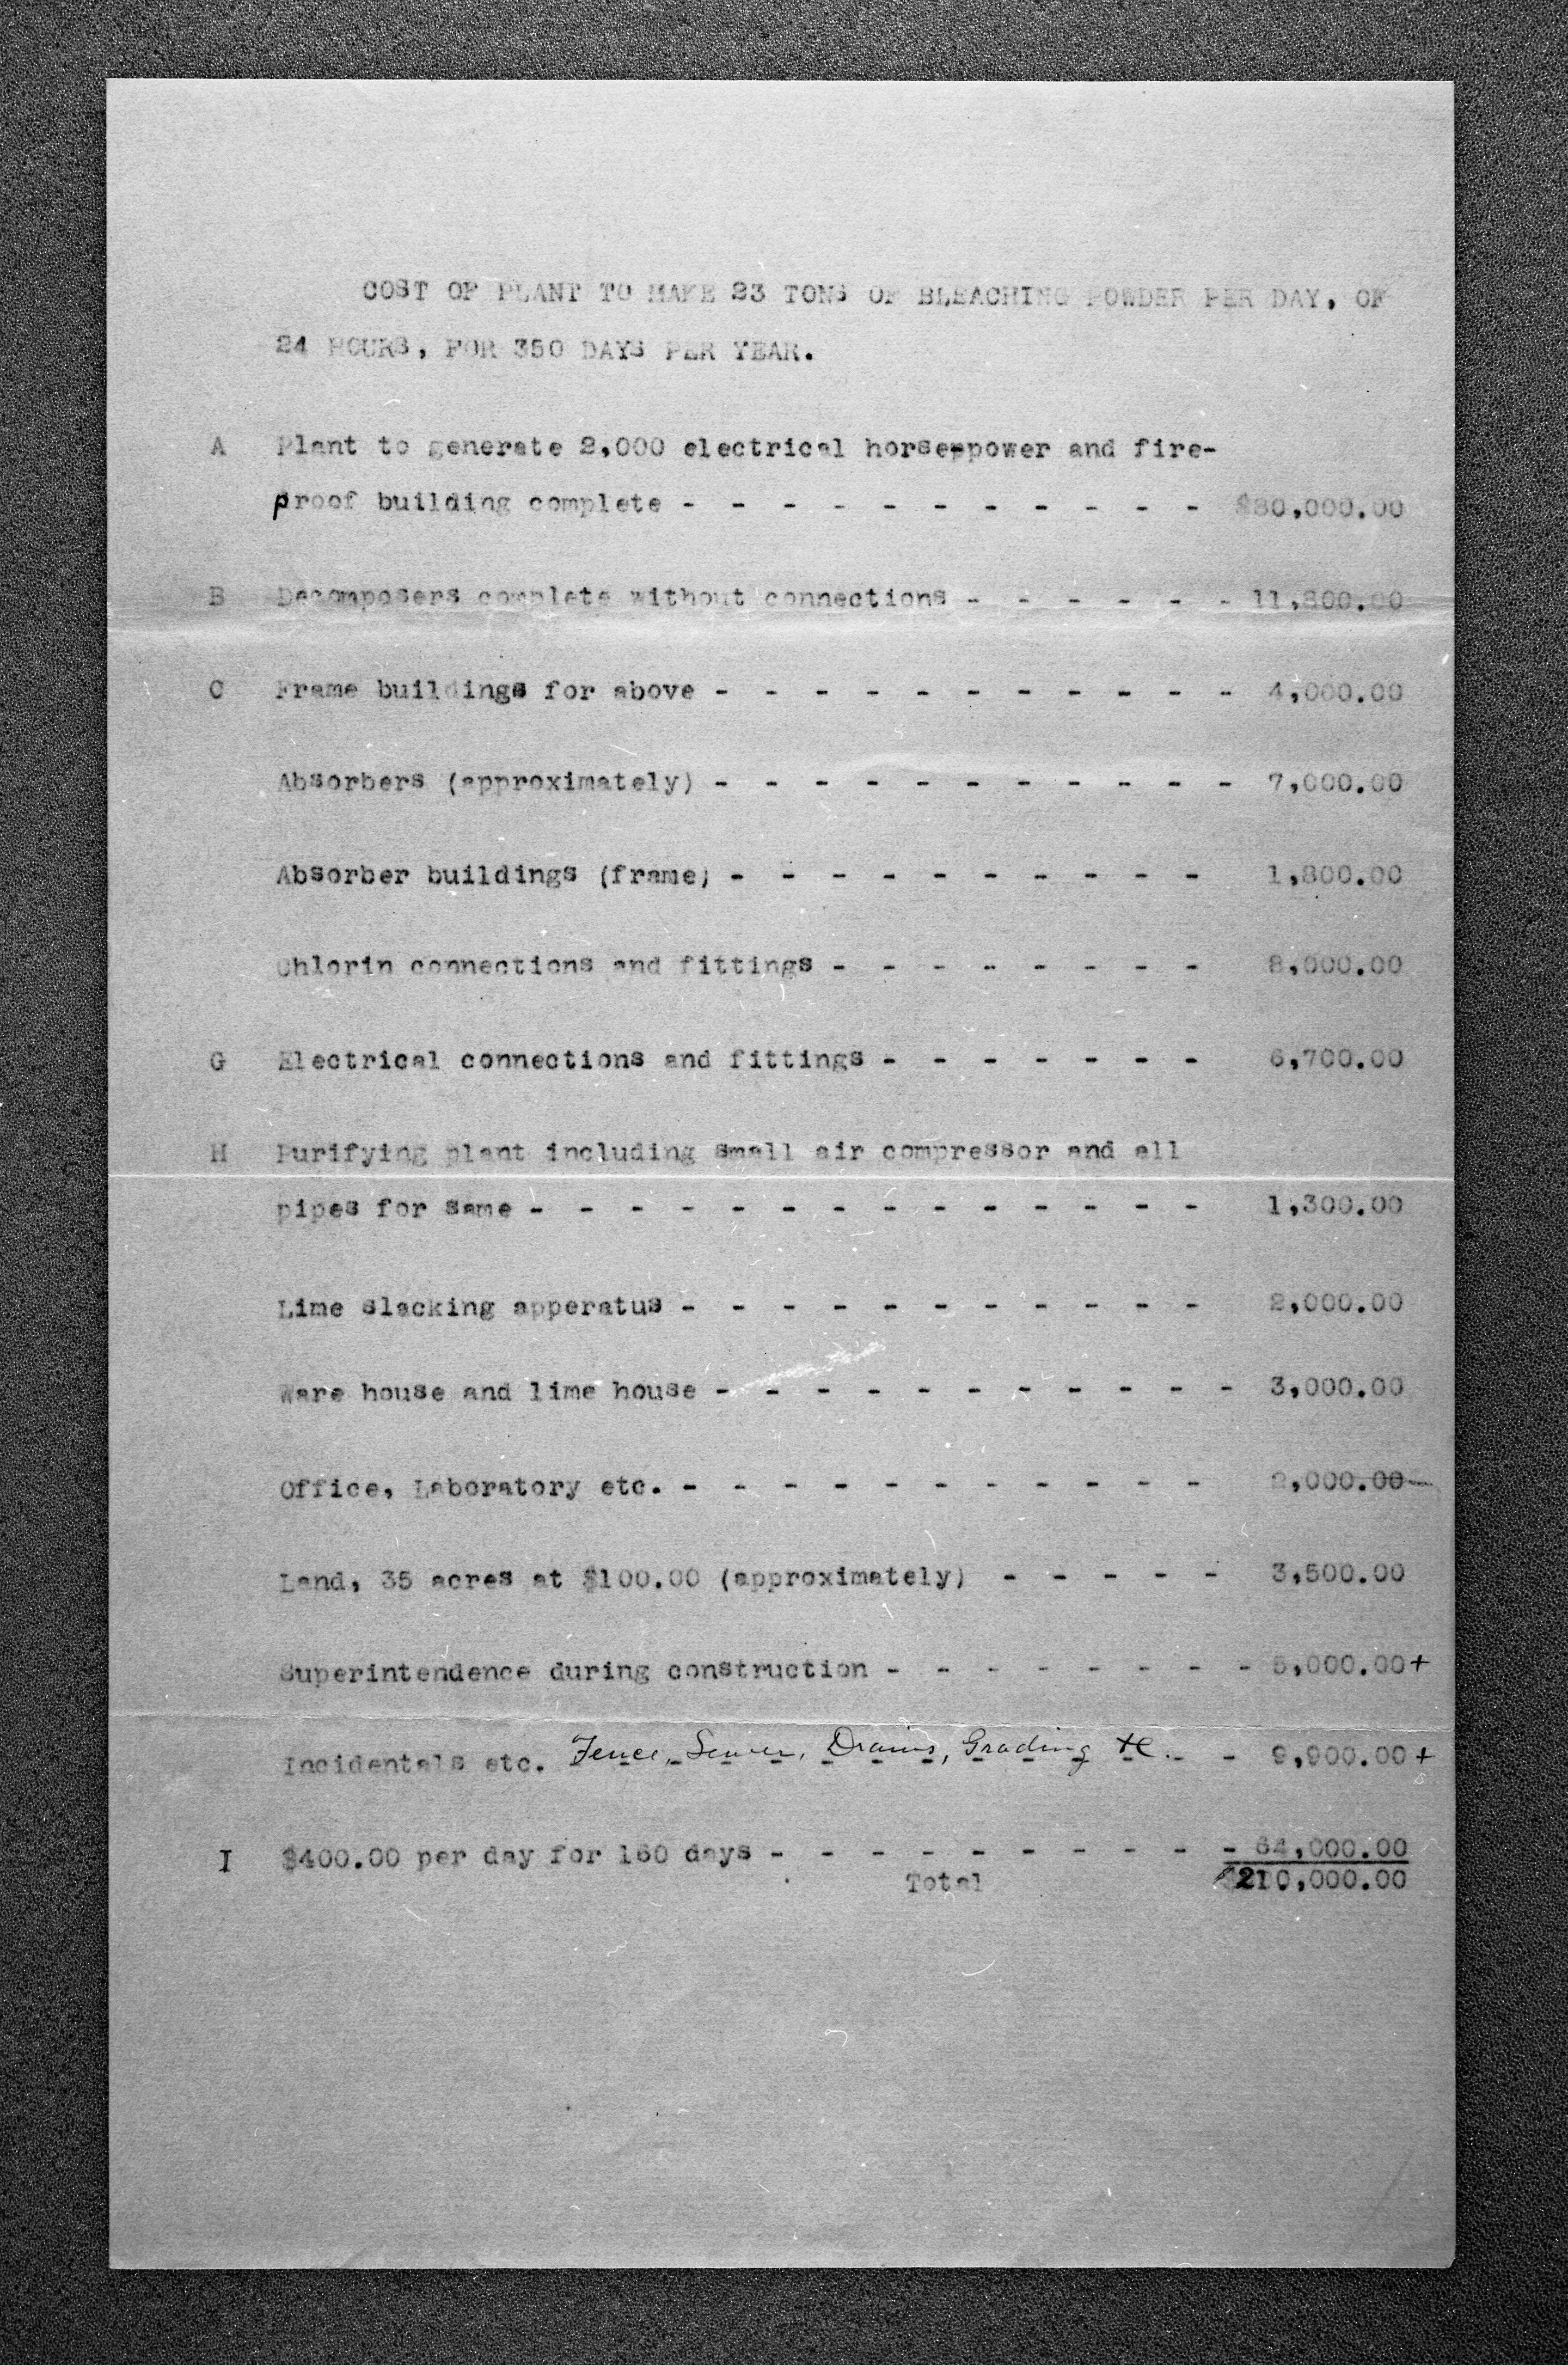 COST OF PLANT TO MAKE 23 TONS OF BLEACHING POWDER PER DAY, OF
24 HOURS, FOR 350 DAYS PER YEAR.
A Plant to generate 2,000 electrical horse-power and fire-
proof building complete - - - - - - - - - - - $80,000.00
B Decomposers complete without connections - - - - - - 11,800.00
C Frame buildings for above - - - - - - - - - - - 4,000.00
Absorbers (approximately) - - - - - - - - - - - 7,000.00
Absorber buildings (frame) - - - - - - - - - - 1,800.00
Chlorin connections and fittings - - - - - - - - 8,000.00
G Electrical connections and fittings - - - - - - - 6,700.00
H Purifying plant including small air compressor and all
pipes for same - - - - - - - - - - - - - - 1,300.00
Lime slacking apperatus - - - - - - - - - - - 2,000.00
Ware house and lime house - - - - - - - - - - - 3,000.00
Office, Laboratory etc. - - - - - - - - - - - 2,000.00
Land, 35 acres at $100.00 (approximately) - - - - - 3,500.00
Superintendence during construction - - - - - - - - 5,000.00+
Incidentals etc. Fence, Sewer, Drains, Grading &c. - - 9,900.00+
I $400.00 per day for 160 days - - - - - - - - - - 64,000.00
Total $210,000.00